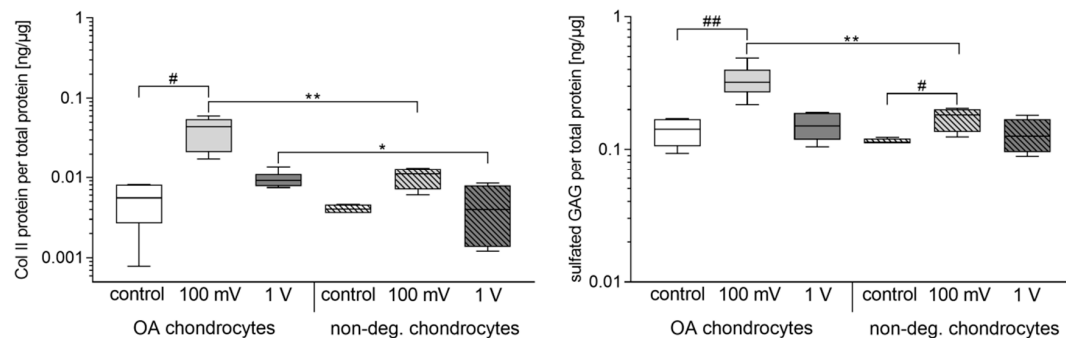 Col II protein per total protein [ng/µg]
1
0.1
0.01
0.001
#
**
*
control 100 mV 1 V control 100 mV 1 V
OA chondrocytes non-deg. chondrocytes
sulfated GAG per total protein [ng/µg]
1
0.1
0.01
##
**
#
control 100 mV 1 V control 100 mV 1 V
OA chondrocytes non-deg. chondrocytes